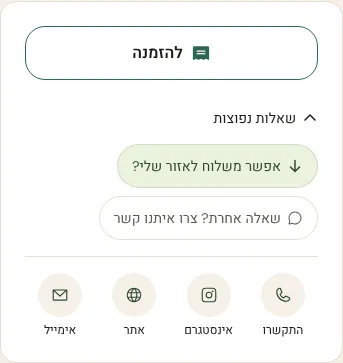 להזמנה
שאלות נפוצות
אפשר משלוח לאזור שלי?
שאלה אחרת? צרו איתנו קשר
התקשרו
אינסטגרם
אתר
אימייל